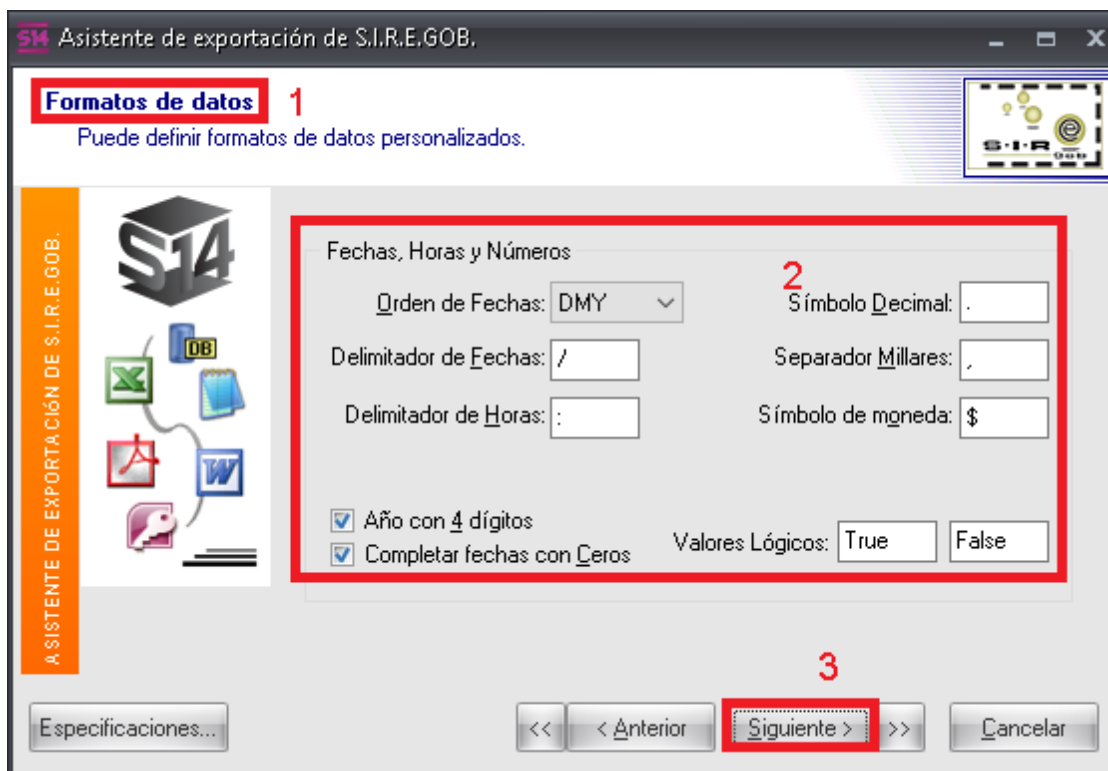 S14 Asistente de exportación de S.I.R.E.GOB.
Formatos de datos 1
Puede definir formatos de datos personalizados.
e
S·I·R
Gob
ASISTENTE DE EXPORTACIÓN DE S.I.R.E.GOB.
S14
DB
W
Fechas, Horas y Números
2
Orden de Fechas: DMY
Símbolo Decimal: .
Delimitador de Fechas: /
Separador Millares: ,
Delimitador de Horas: :
Símbolo de moneda: $
Año con 4 dígitos
Completar fechas con Ceros
Valores Lógicos: True False
3
Especificaciones... << < Anterior Siguiente > >> Cancelar